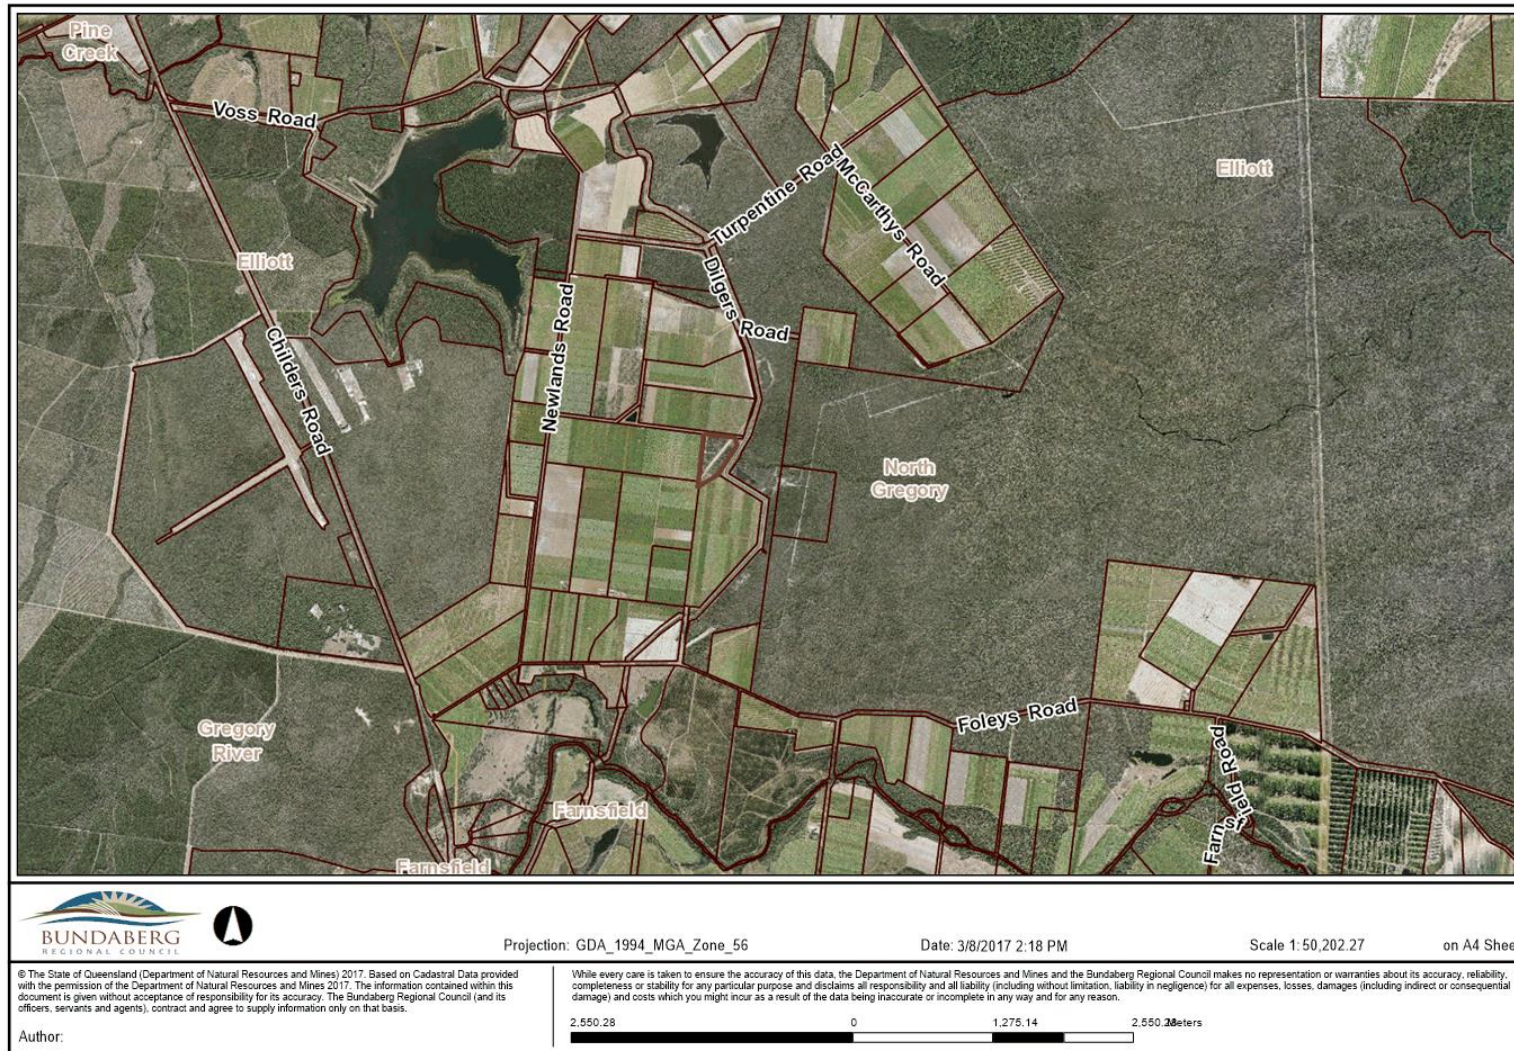 Pine
Creek
Voss Road
Elliott
Turpentine Road
McCarthys Road
Elliott
Dilgers Road
Newlands Road
Childers Road
North
Gregory
Foleys Road
Gregory
River
Farnsfield Road
Farnsfield
Farnsfield
BUNDABERG
REGIONAL COUNCIL
Projection: GDA_1994_MGA_Zone_56
Date: 3/8/2017 2:18 PM
Scale 1:50,202.27
on A4 Shee
© The State of Queensland (Department of Natural Resources and Mines) 2017. Based on Cadastral Data provided
with the permission of the Department of Natural Resources and Mines 2017. The information contained within this
document is given without acceptance of responsibility for its accuracy. The Bundaberg Regional Council (and its
officers, servants and agents), contract and agree to supply information only on that basis.
Author:
While every care is taken to ensure the accuracy of this data, the Department of Natural Resources and Mines and the Bundaberg Regional Council makes no representation or warranties about its accuracy, reliability,
completeness or stability for any particular purpose and disclaims all responsibility and all liability (including without limitation, liability in negligence) for all expenses, losses, damages (including indirect or consequential
damage) and costs which you might incur as a result of the data being inaccurate or incomplete in any way and for any reason.
2,550.28 0 1,275.14 2,550.28Meters